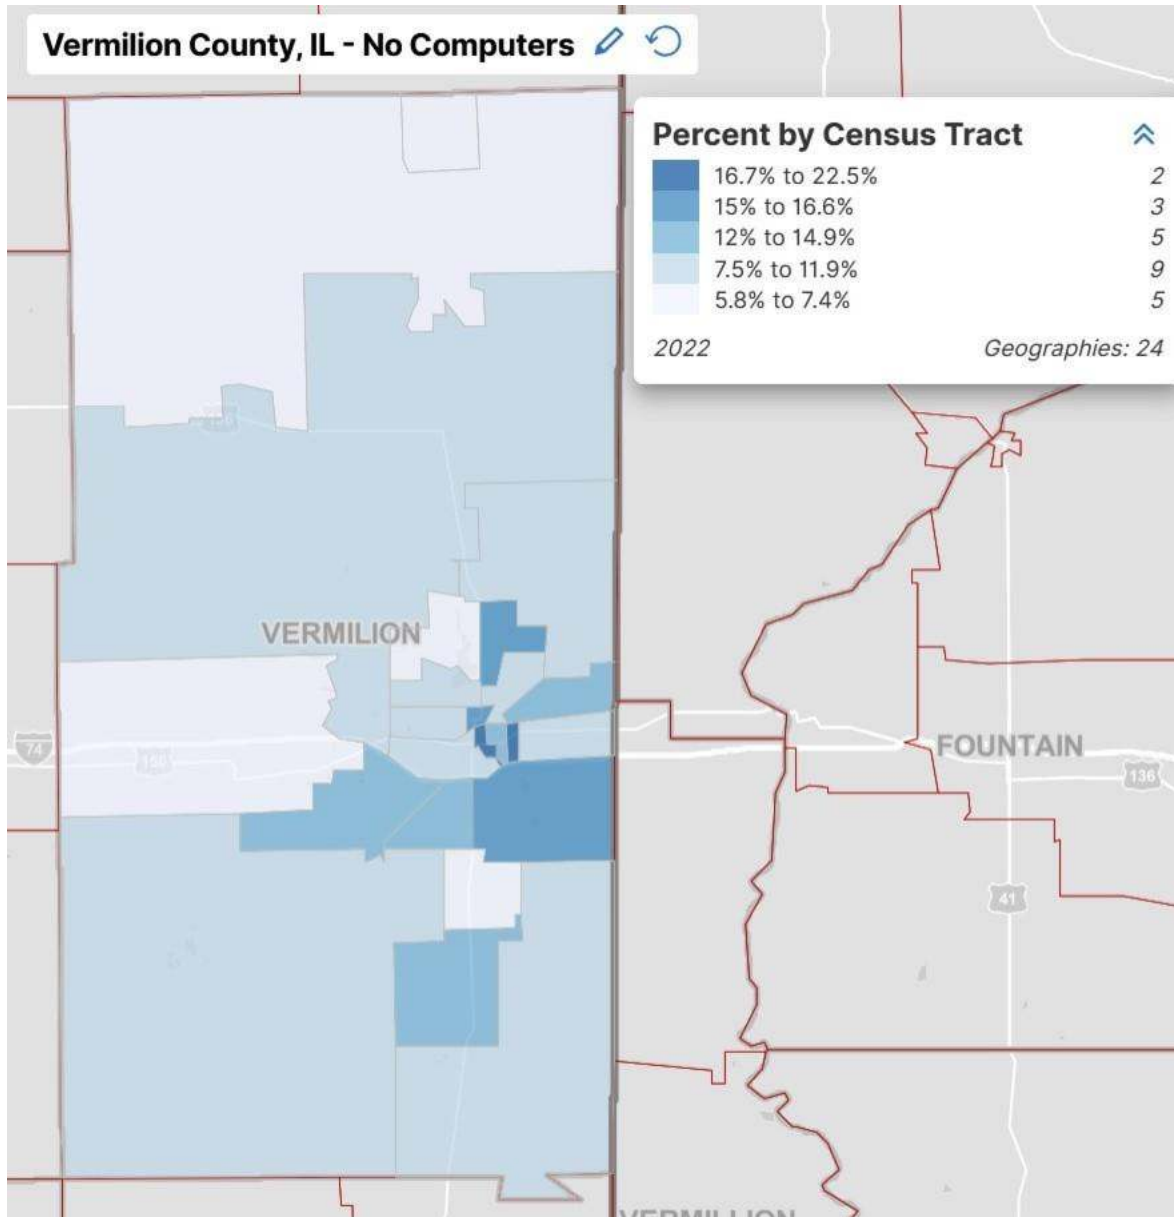 Vermilion County, IL - No Computers
Percent by Census Tract
16.7% to 22.5% 2
15% to 16.6% 3
12% to 14.9% 5
7.5% to 11.9% 9
5.8% to 7.4% 5
2022 Geographies: 24
VERMILION
74
150
FOUNTAIN
136
41
VERMILLION